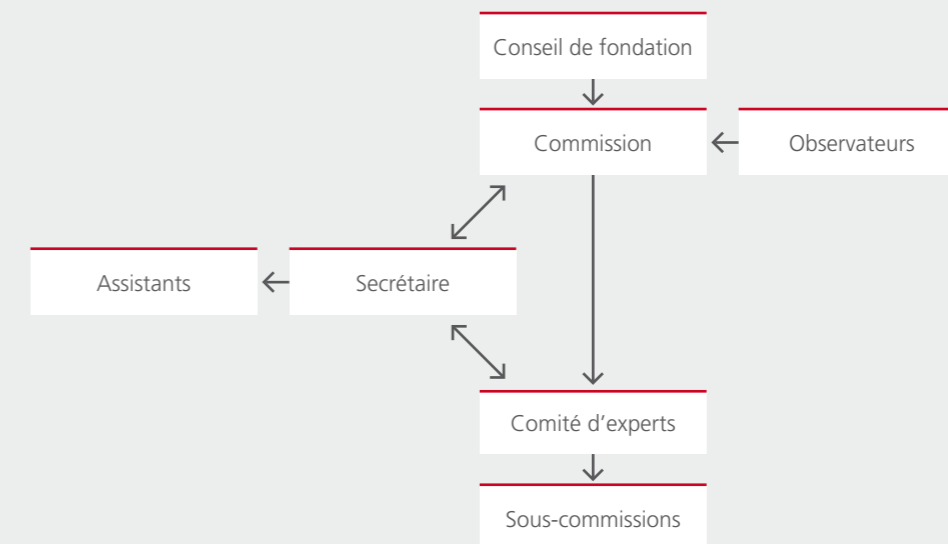 Conseil de fondation
Commission
Observateurs
Assistants
Secrétaire
Comité d’experts
Sous-commissions